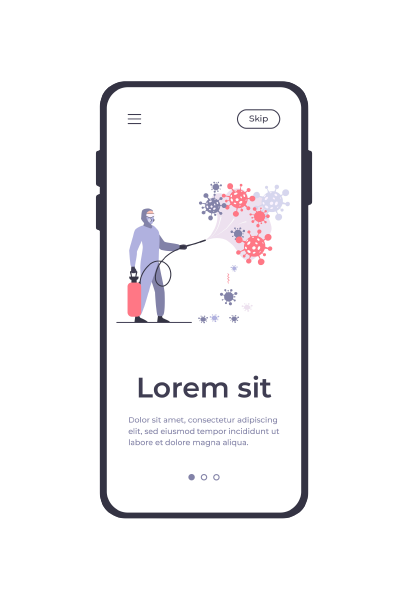 Skip
Lorem sit
Dolor sit amet, consectetur adipiscing
elit, sed eiusmod tempor incididunt ut
labore et dolore magna aliqua.